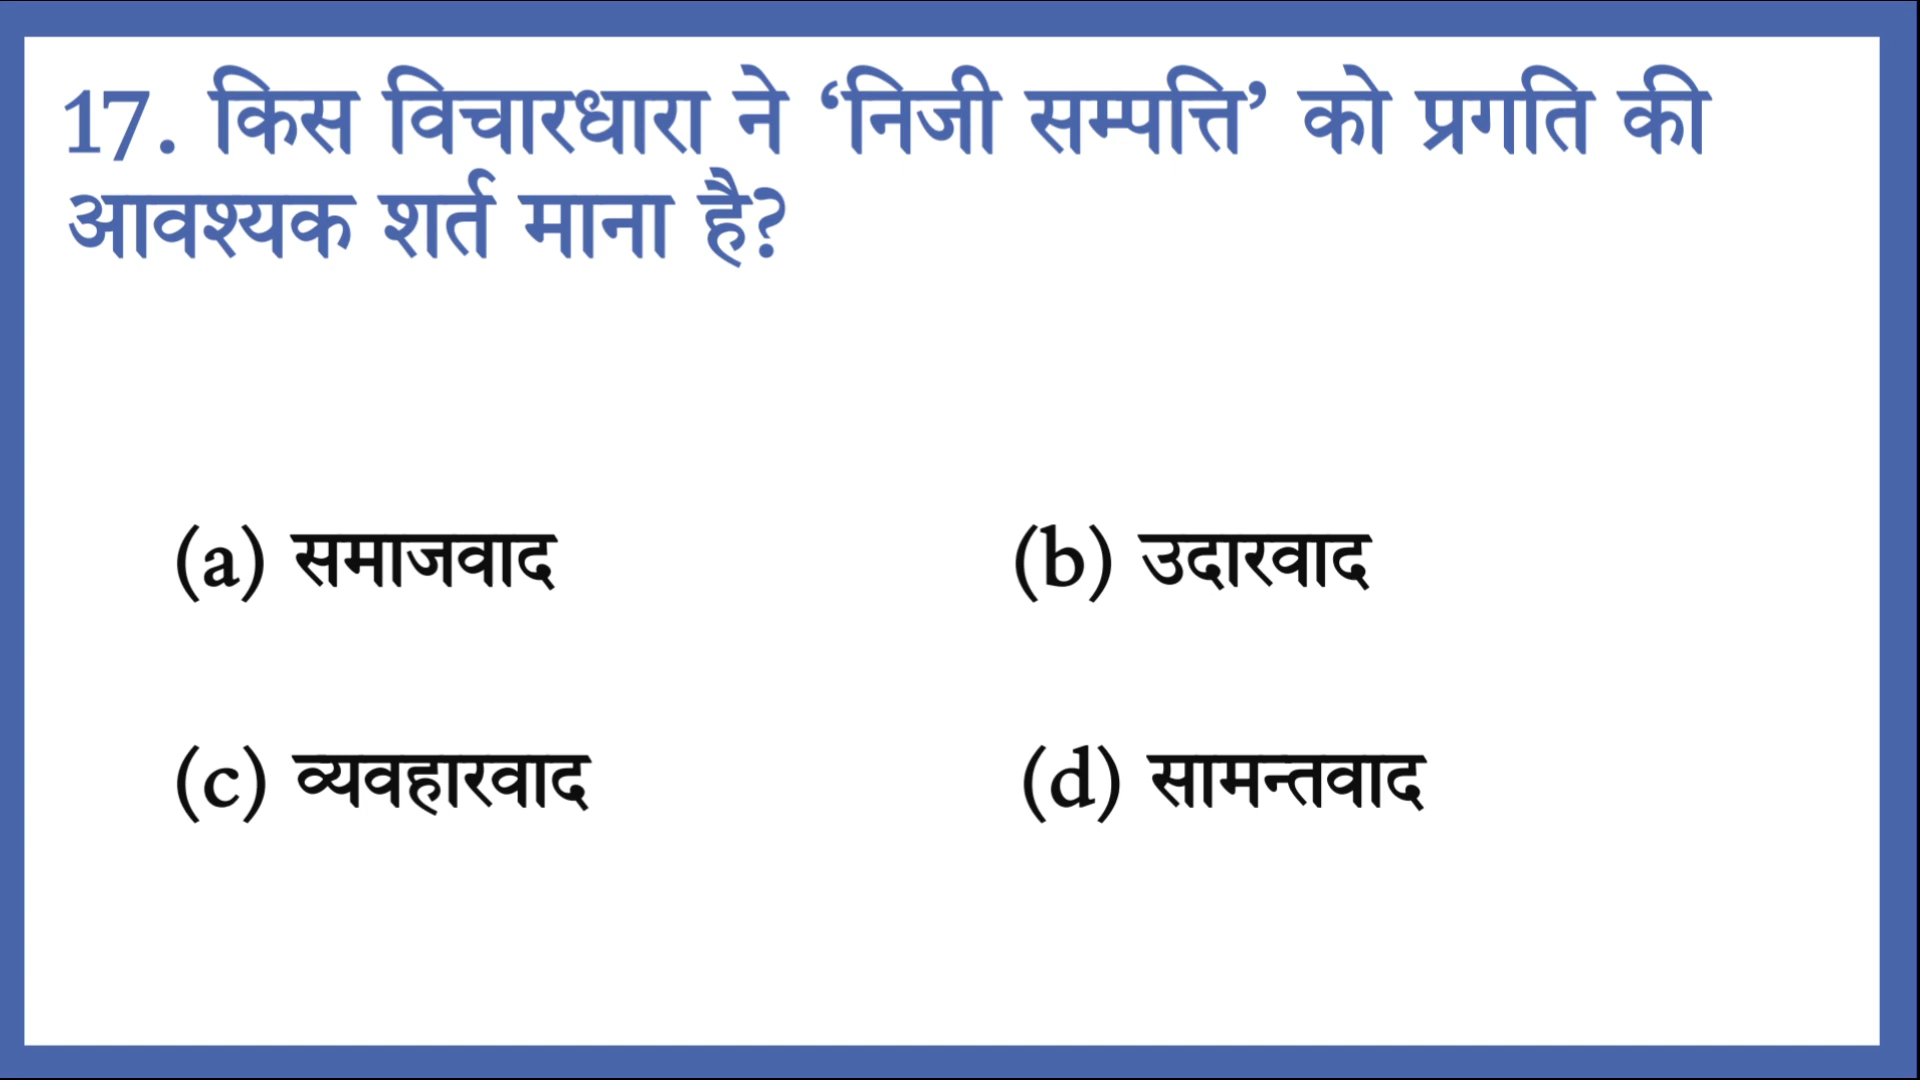 17. किस विचारधारा ने ‘निजी सम्पत्ति’ को प्रगति की
आवश्यक शर्त माना है?
(a) समाजवाद (b) उदारवाद
(c) व्यवहारवाद (d) सामन्तवाद